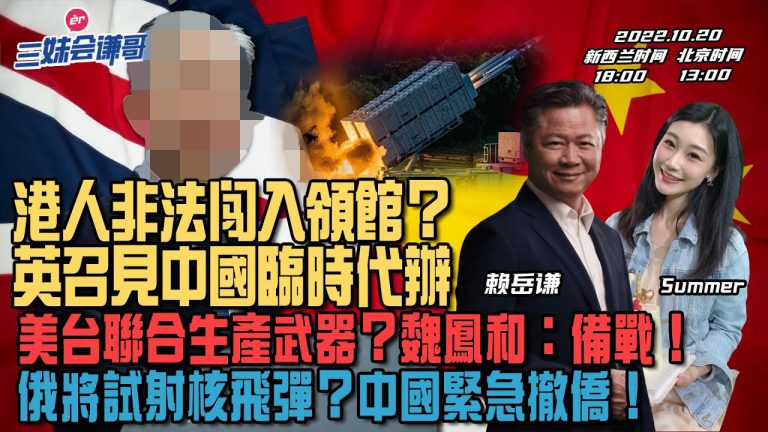 èr
三妹会谦哥
2022.10.20
新西兰时间 北京时间
18:00 13:00
港人非法闯入領館？
英召見中國臨時代辦
賴岳谦
Summer
美台聯合生產武器？魏鳳和：備戰！
俄將試射核飛彈？中國緊急撤僑！